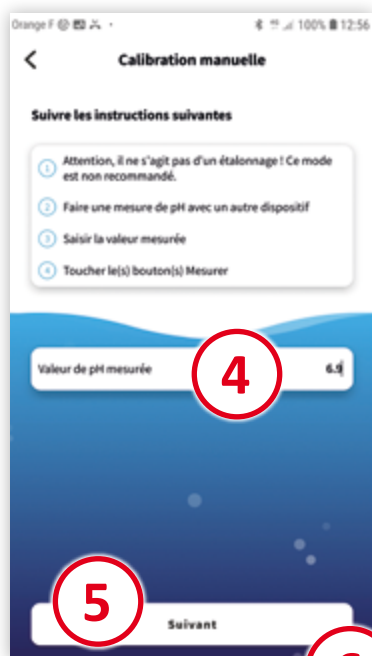 Orange F
100% 12:56
Calibration manuelle
Suivre les instructions suivantes
1 Attention, il ne s'agit pas d'un étalonnage ! Ce mode
est non recommandé.
2 Faire une mesure de pH avec un autre dispositif
3 Saisir la valeur mesurée
4 Toucher le(s) bouton(s) Mesurer
Valeur de pH mesurée 4 6.9
5 Suivant